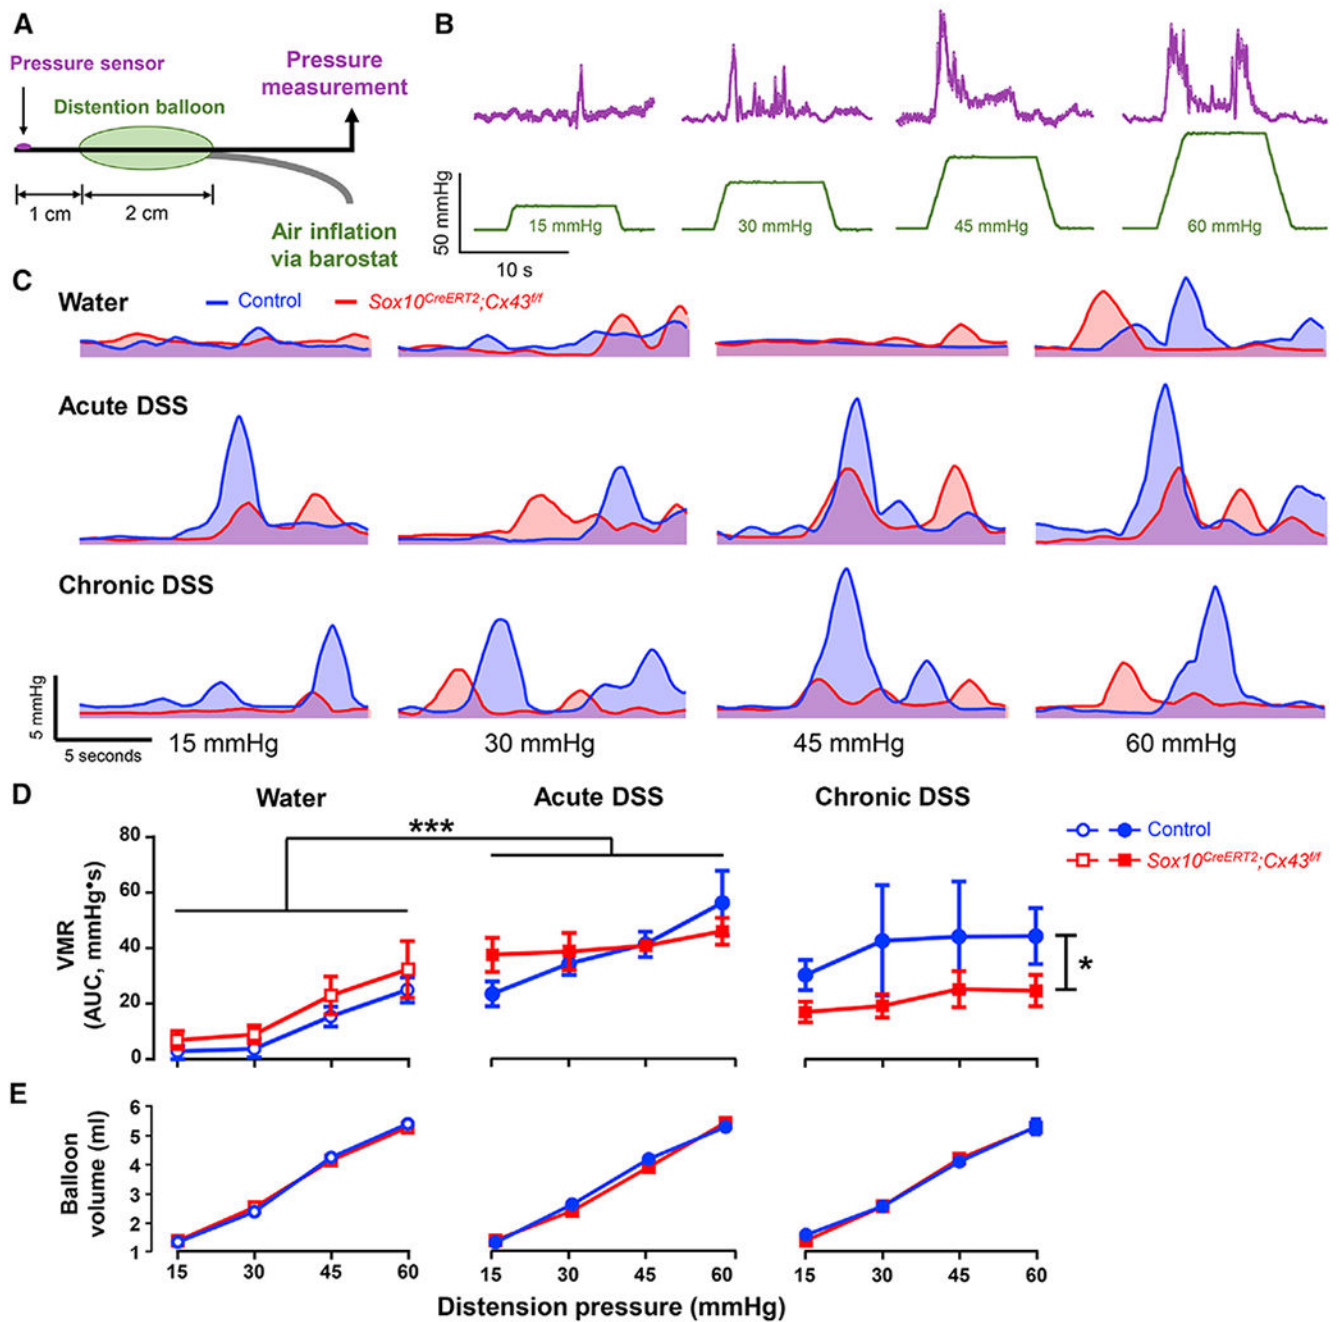 A
Pressure sensor
Distention balloon
Pressure
measurement
1 cm
2 cm
Air inflation
via barostat
B
50 mmHg
10 s
15 mmHg
30 mmHg
45 mmHg
60 mmHg
C
Water
Control
Sox10CreERT2;Cx43f/f
Acute DSS
Chronic DSS
5 mmHg
5 seconds
15 mmHg
30 mmHg
45 mmHg
60 mmHg
D
Water
Acute DSS
Chronic DSS
***
*
Control
Sox10CreERT2;Cx43f/f
VMR
(AUC, mmHg*s)
80
60
40
20
0
E
Balloon
volume (ml)
6
5
4
3
2
1
15
30
45
60
15
30
45
60
15
30
45
60
Distension pressure (mmHg)